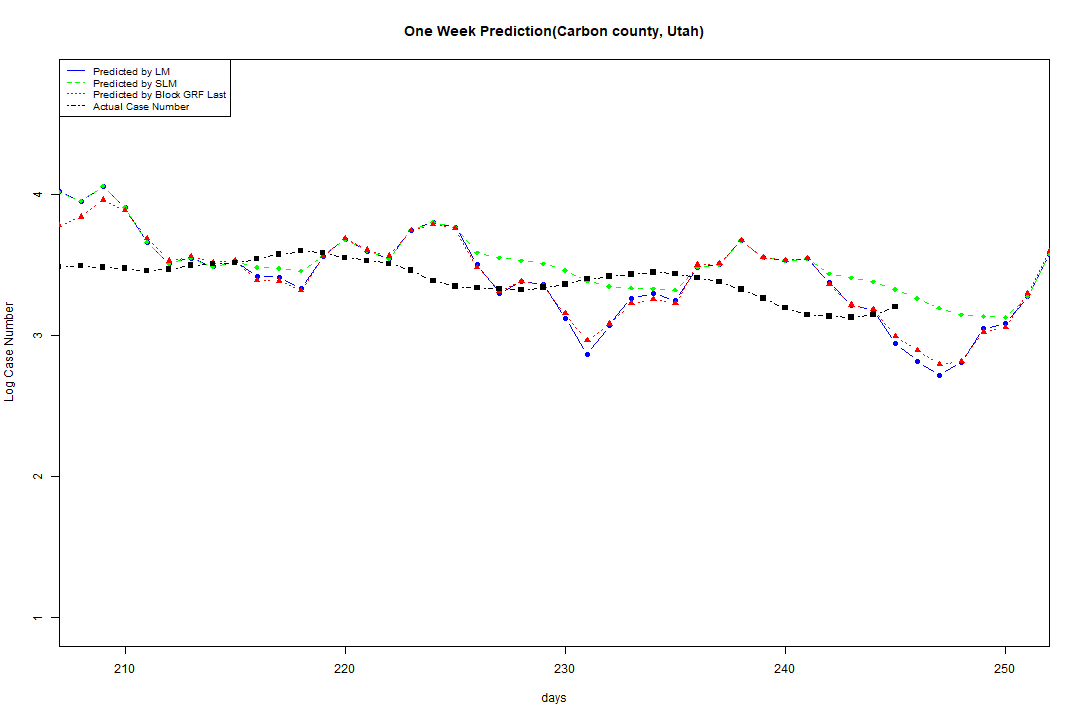 One Week Prediction(Carbon county, Utah)
Predicted by LM
Predicted by SLM
Predicted by Block GRF Last
Actual Case Number
4
3
2
1
Log Case Number
210 220 230 240 250
days